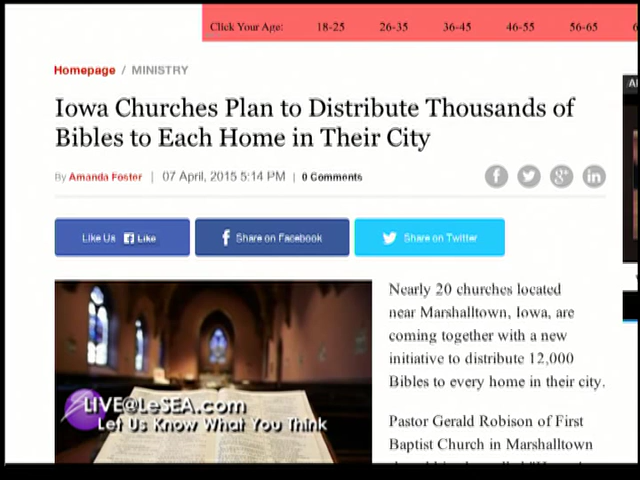 Click Your Age: 18-25 26-35 36-45 46-55 56-65
Homepage / MINISTRY
Iowa Churches Plan to Distribute Thousands of
Bibles to Each Home in Their City
By Amanda Foster | 07 April, 2015 5:14 PM | 0 Comments
Like Us Like Share on Facebook Share on Twitter
Nearly 20 churches located
near Marshalltown, Iowa, are
coming together with a new
initiative to distribute 12,000
Bibles to every home in their city.
LIVE@LeSEA.com
Let Us Know What You Think
Pastor Gerald Robison of First
Baptist Church in Marshalltown